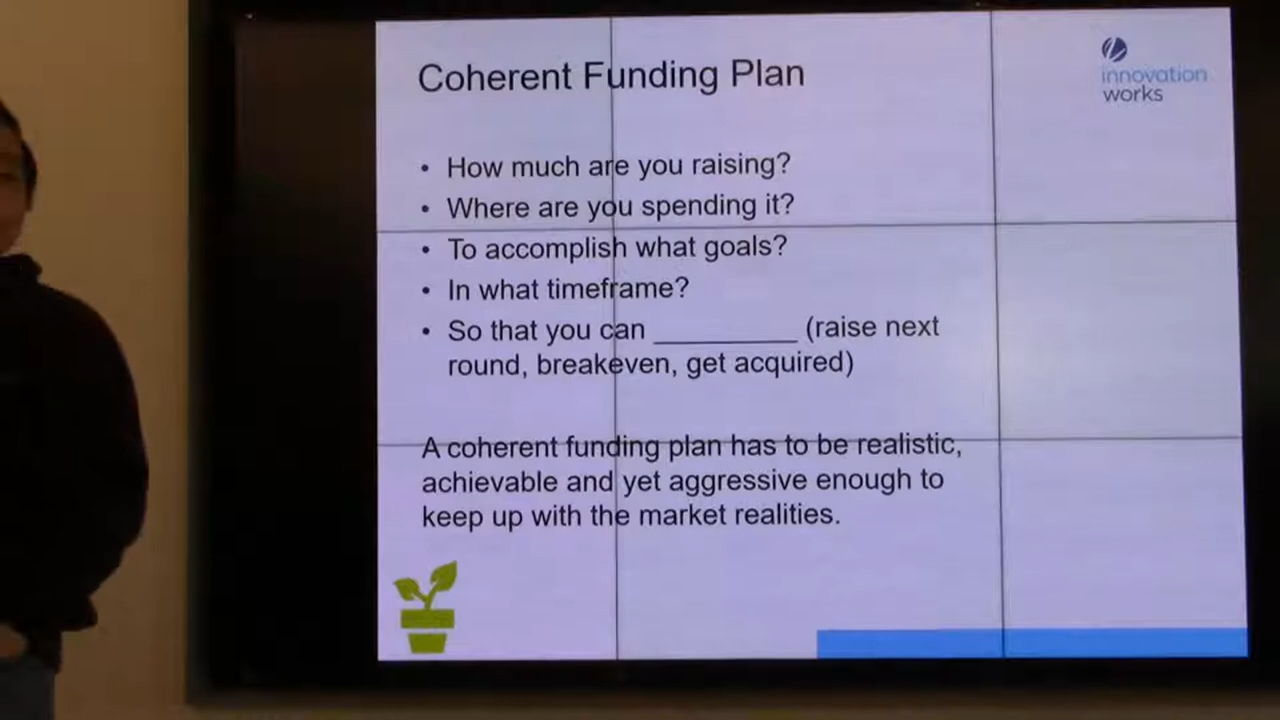 Coherent Funding Plan
innovation
works
• How much are you raising?
• Where are you spending it?
• To accomplish what goals?
• In what timeframe?
• So that you can __________ (raise next
round, breakeven, get acquired)
A coherent funding plan has to be realistic,
achievable and yet aggressive enough to
keep up with the market realities.